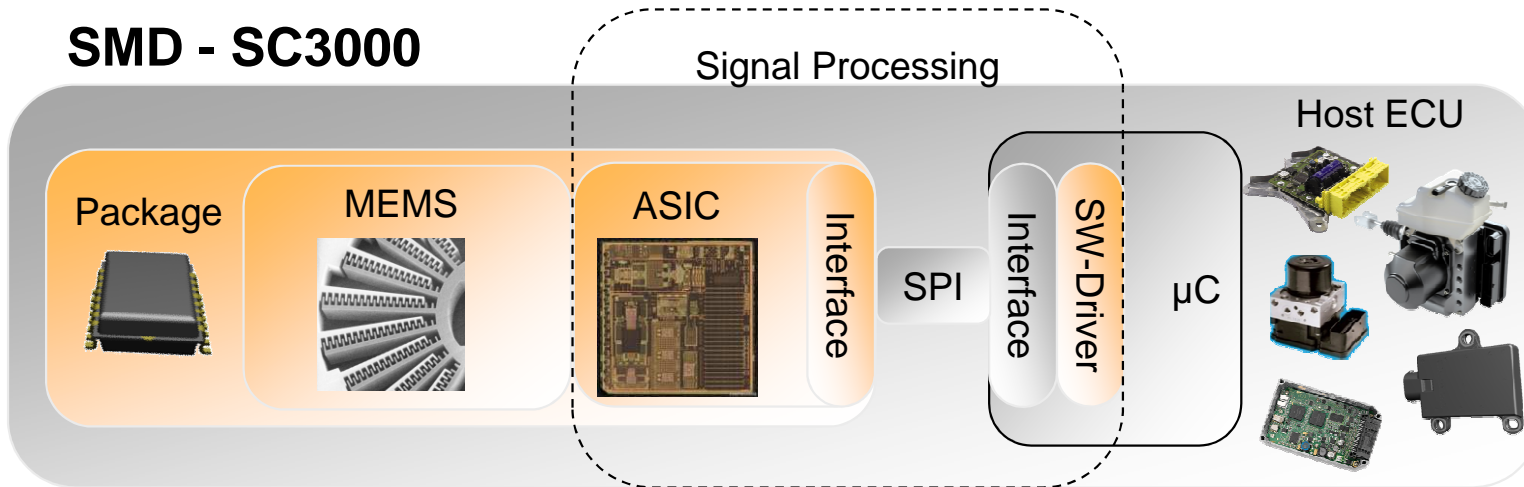 SMD - SC3000
Signal Processing
Host ECU
Package
MEMS
ASIC
Interface
SPI
Interface
SW-Driver
µC